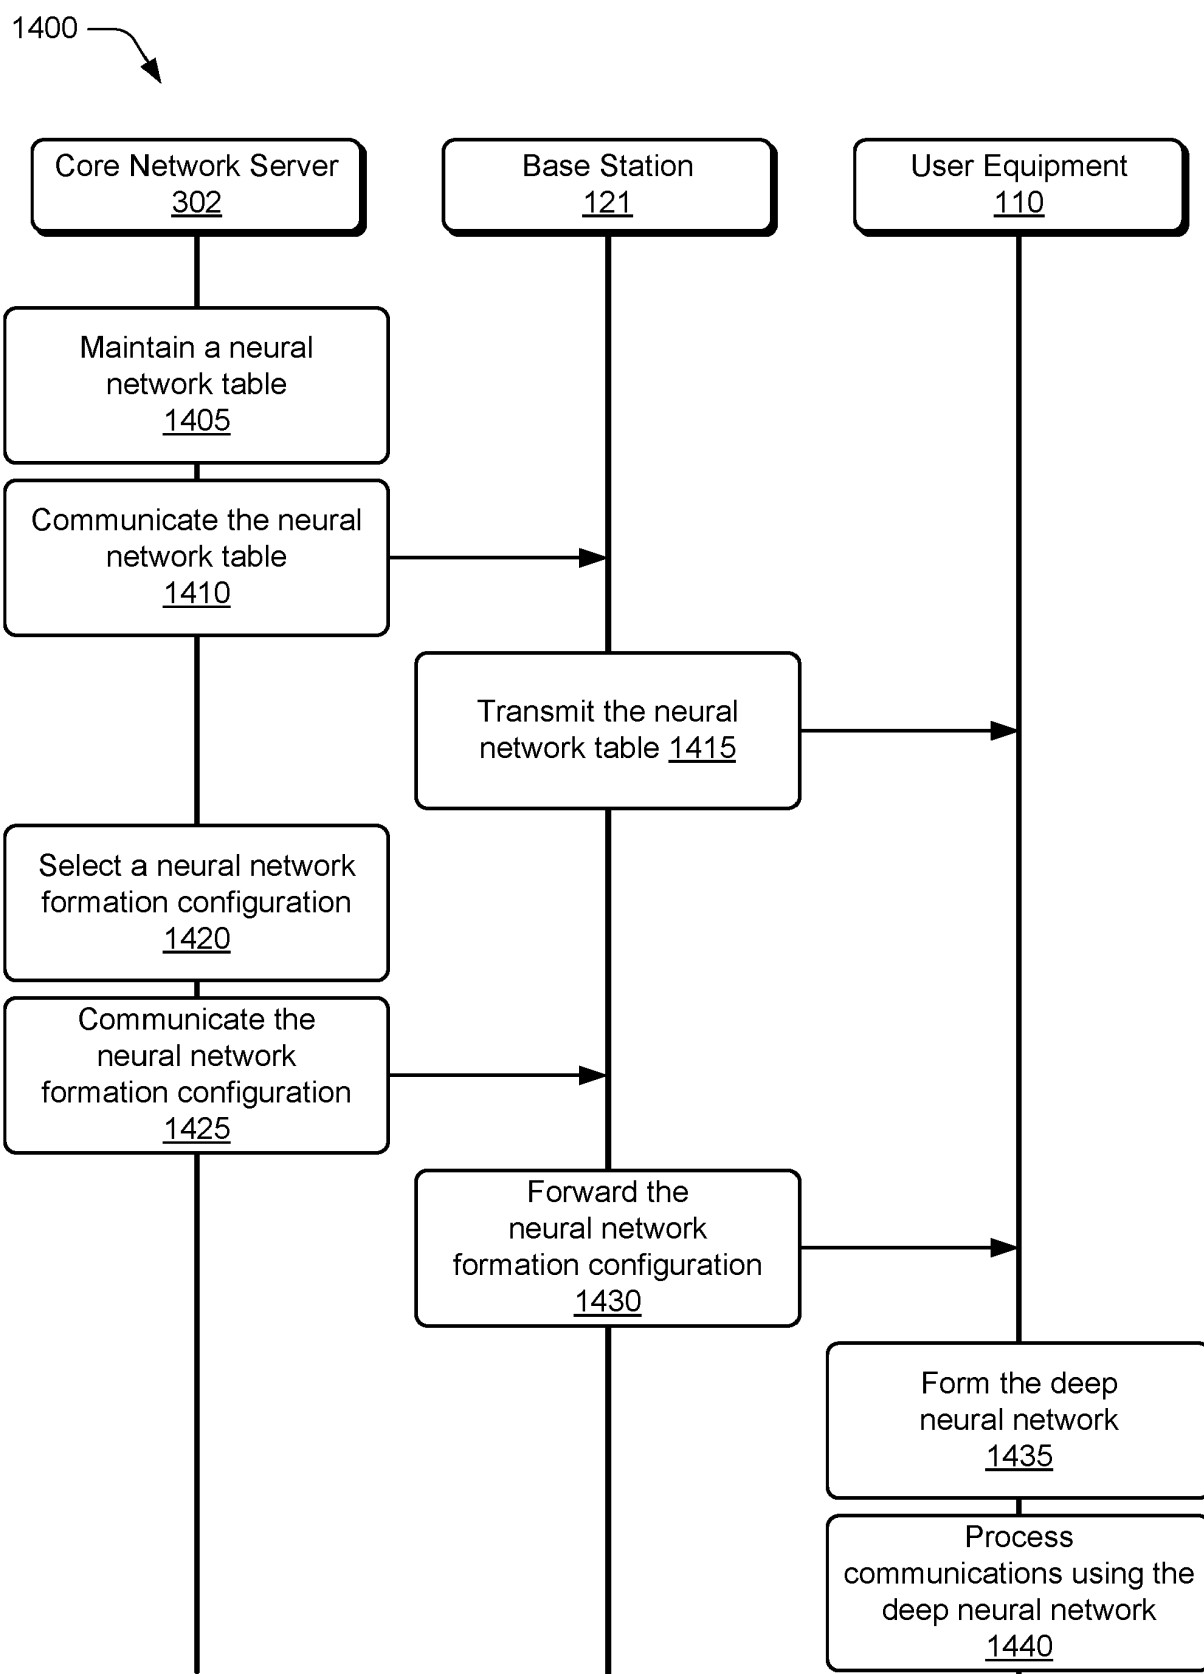 1400
Core Network Server
302
Base Station
121
User Equipment
110
Maintain a neural
network table
1405
Communicate the neural
network table
1410
Transmit the neural
network table 1415
Select a neural network
formation configuration
1420
Communicate the
neural network
formation configuration
1425
Forward the
neural network
formation configuration
1430
Form the deep
neural network
1435
Process
communications using the
deep neural network
1440